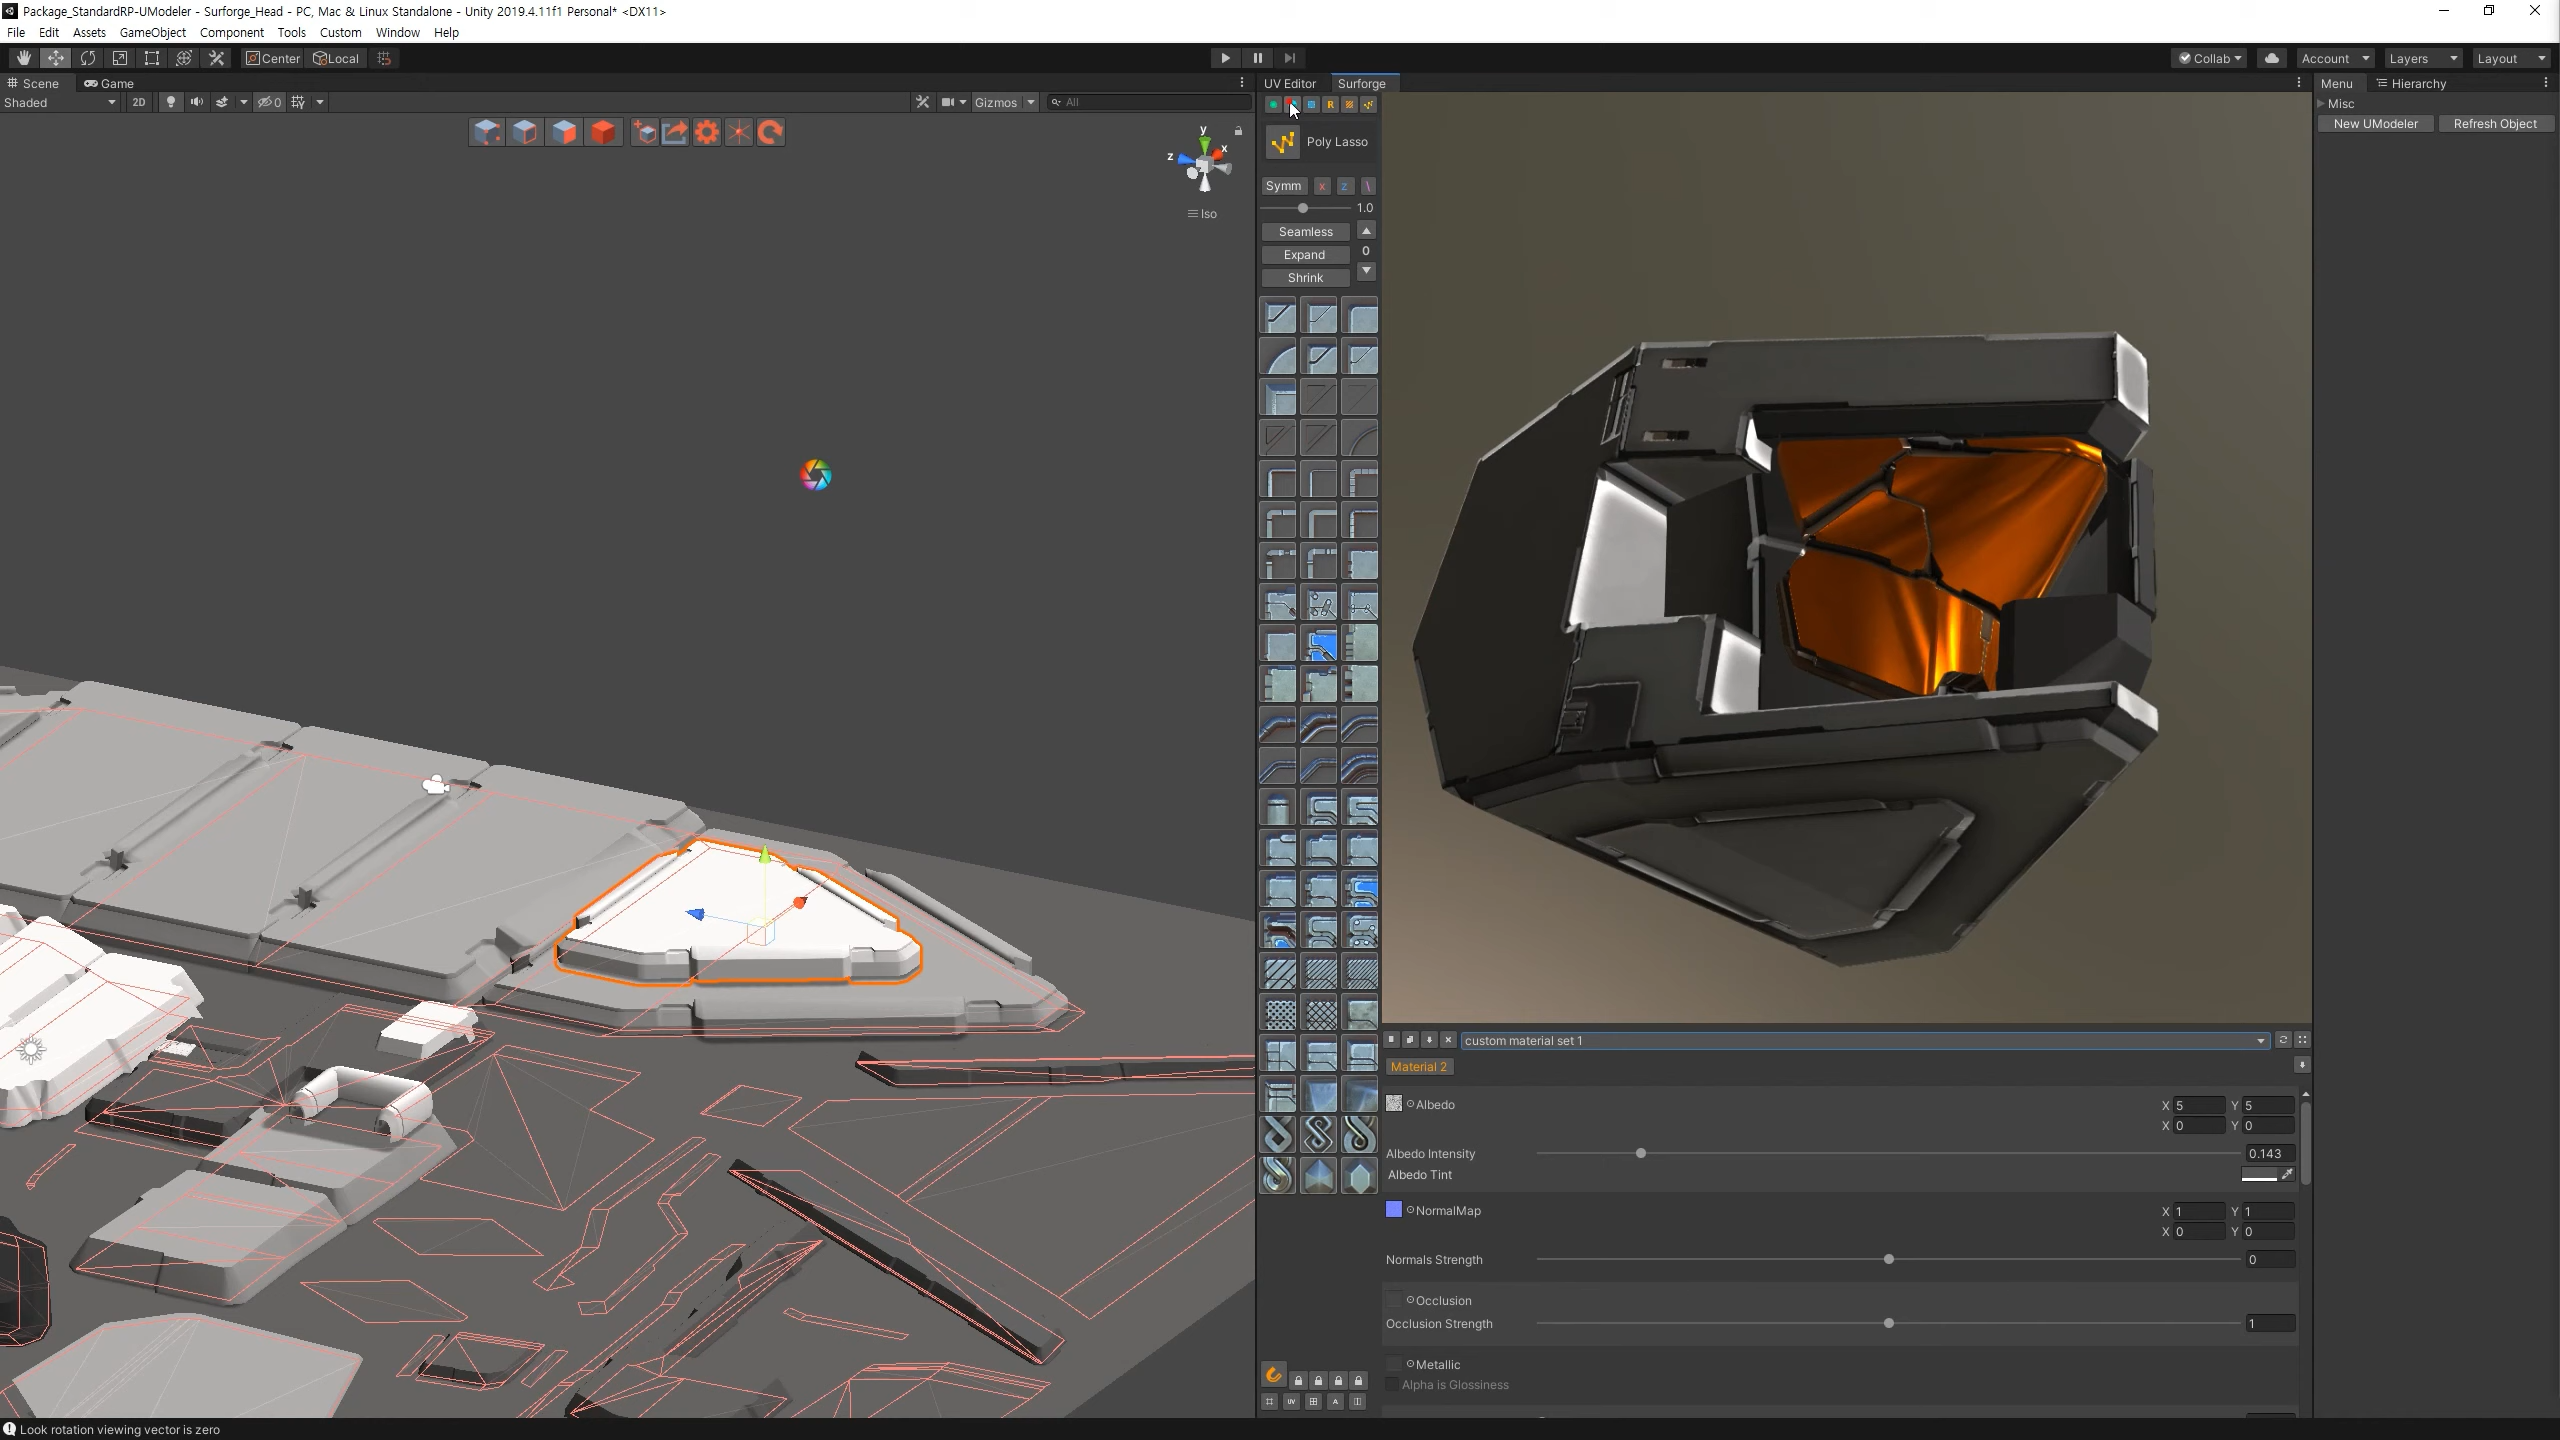 Package_StandardRP-UModeler - Surforge_Head - PC, Mac & Linux Standalone - Unity 2019.4.11f1 Personal* <DX11>
File Edit Assets GameObject Component Tools Custom Window Help
Center Local Collab Account Layers Layout
Scene Game UV Editor Surforge Menu Hierarchy
Shaded 2D 0 Gizmos All
R
Misc
New UModeler Refresh Object
Poly Lasso
y
x
z
Iso
Symm x z \
1.0
Seamless
Expand 0
Shrink
custom material set 1
Material 2
Albedo X 5 Y 5
X 0 Y 0
Albedo Intensity 0.143
Albedo Tint
NormalMap X 1 Y 1
X 0 Y 0
Normals Strength 0
Occlusion
Occlusion Strength 1
Metallic
Alpha is Glossiness
UV A
Look rotation viewing vector is zero